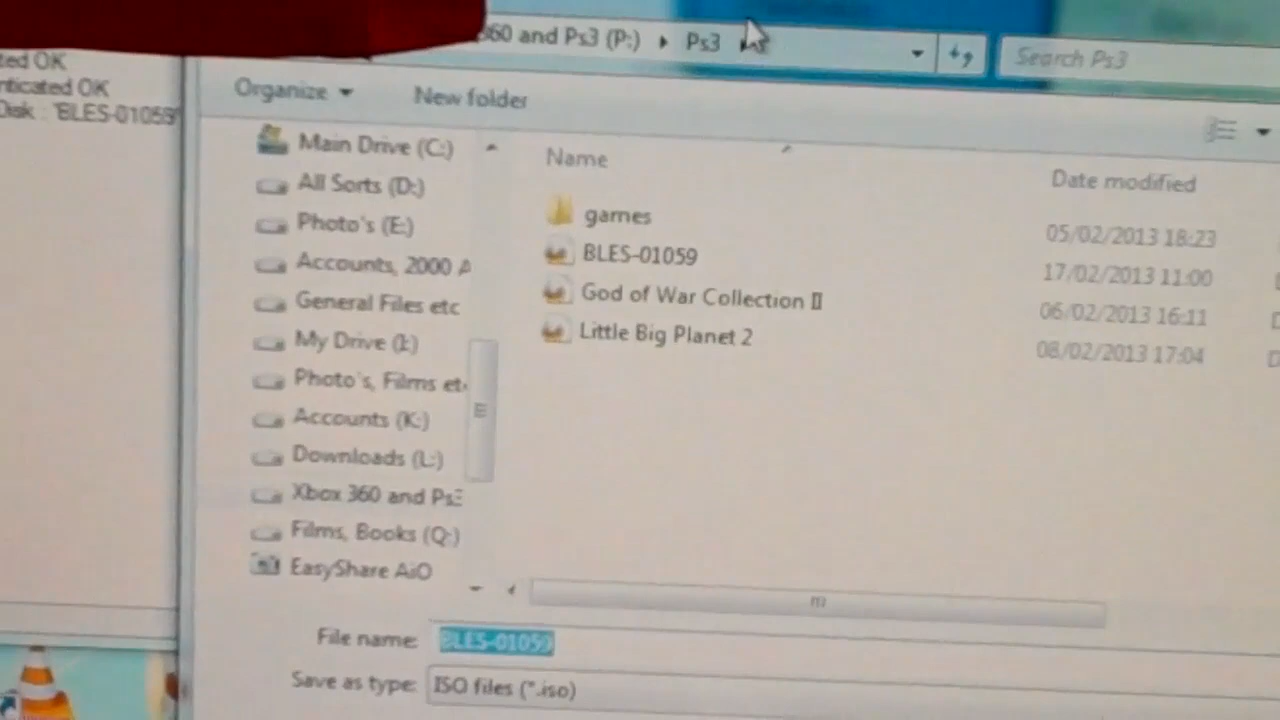 360 and Ps3 (P:) ▸ Ps3 ▸
Search Ps3
ted OK
nticated OK
Disk : 'BLES-01059'
Organize
New folder
Main Drive (C:)
All Sorts (D:)
Photo's (E:)
Accounts, 2000 A
General Files etc
My Drive (I:)
Photo's, Films etc
Accounts (K:)
Downloads (L:)
Xbox 360 and Ps3
Films, Books (Q:)
EasyShare AiO
Name
Date modified
games
05/02/2013 18:23
BLES-01059
17/02/2013 11:00
God of War Collection II
06/02/2013 16:11
Little Big Planet 2
08/02/2013 17:04
File name:
BLES-01059
Save as type:
ISO files (*.iso)